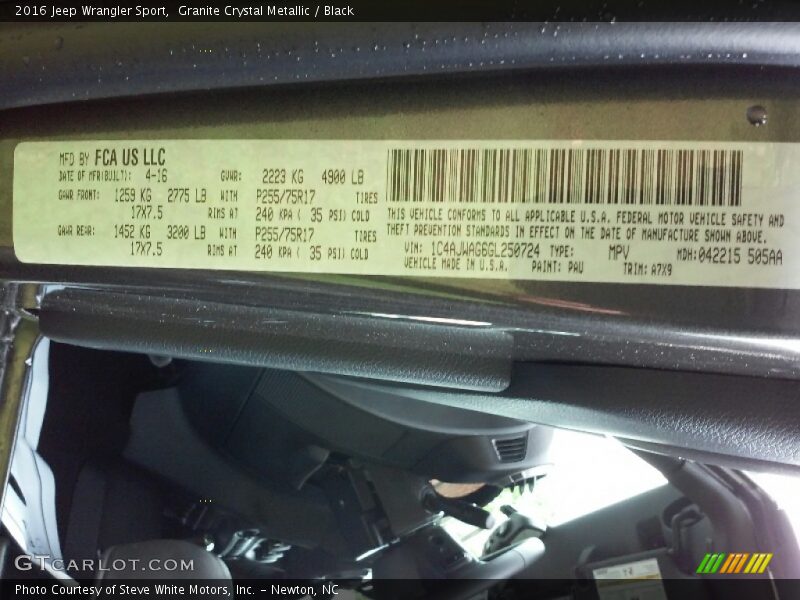 2016 Jeep Wrangler Sport,  Granite Crystal Metallic / Black
MFD BY FCA US LLC
DATE OF MFR(BUILT): 4-16 GVWR: 2223 KG 4900 LB
GAWR FRONT: 1259 KG 2775 LB WITH P255/75R17 TIRES
17X7.5 RIMS AT 240 KPA ( 35 PSI) COLD
GAWR REAR: 1452 KG 3200 LB WITH P255/75R17 TIRES
17X7.5 RIMS AT 240 KPA ( 35 PSI) COLD
THIS VEHICLE CONFORMS TO ALL APPLICABLE U.S.A. FEDERAL MOTOR VEHICLE SAFETY AND
THEFT PREVENTION STANDARDS IN EFFECT ON THE DATE OF MANUFACTURE SHOWN ABOVE.
VIN: 1C4AJWAG6GL250724 TYPE: MPV MDH:042215 505AA
VEHICLE MADE IN U.S.A. PAINT: PAU TRIM: A7X9
GTCARLOT.COM
Photo Courtesy of Steve White Motors, Inc. – Newton, NC